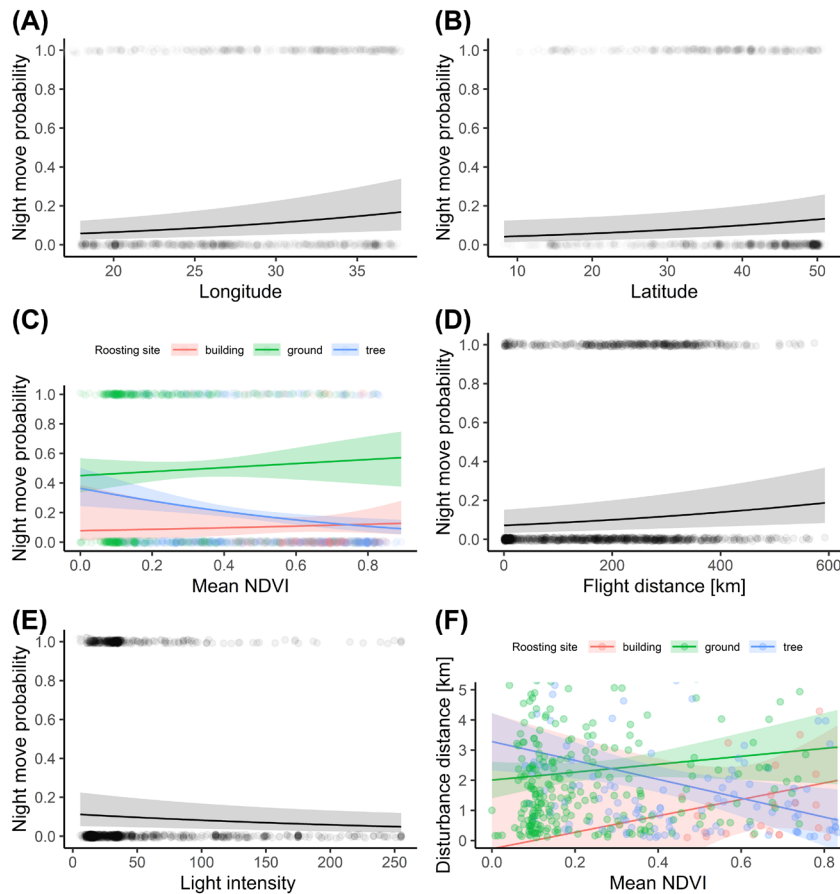 (A)
Night move probability
1.0
0.8
0.6
0.4
0.2
0.0
20 25 30 35
Longitude
(B)
Night move probability
1.0
0.8
0.6
0.4
0.2
0.0
10 20 30 40 50
Latitude
(C)
Roosting site building ground tree
Night move probability
1.0
0.8
0.6
0.4
0.2
0.0
0.0 0.2 0.4 0.6 0.8
Mean NDVI
(D)
Night move probability
1.0
0.8
0.6
0.4
0.2
0.0
0 200 400 600
Flight distance [km]
(E)
Night move probability
1.0
0.8
0.6
0.4
0.2
0.0
0 50 100 150 200 250
Light intensity
(F)
Roosting site building ground tree
Disturbance distance [km]
5
4
3
2
1
0
0.0 0.2 0.4 0.6 0.8
Mean NDVI